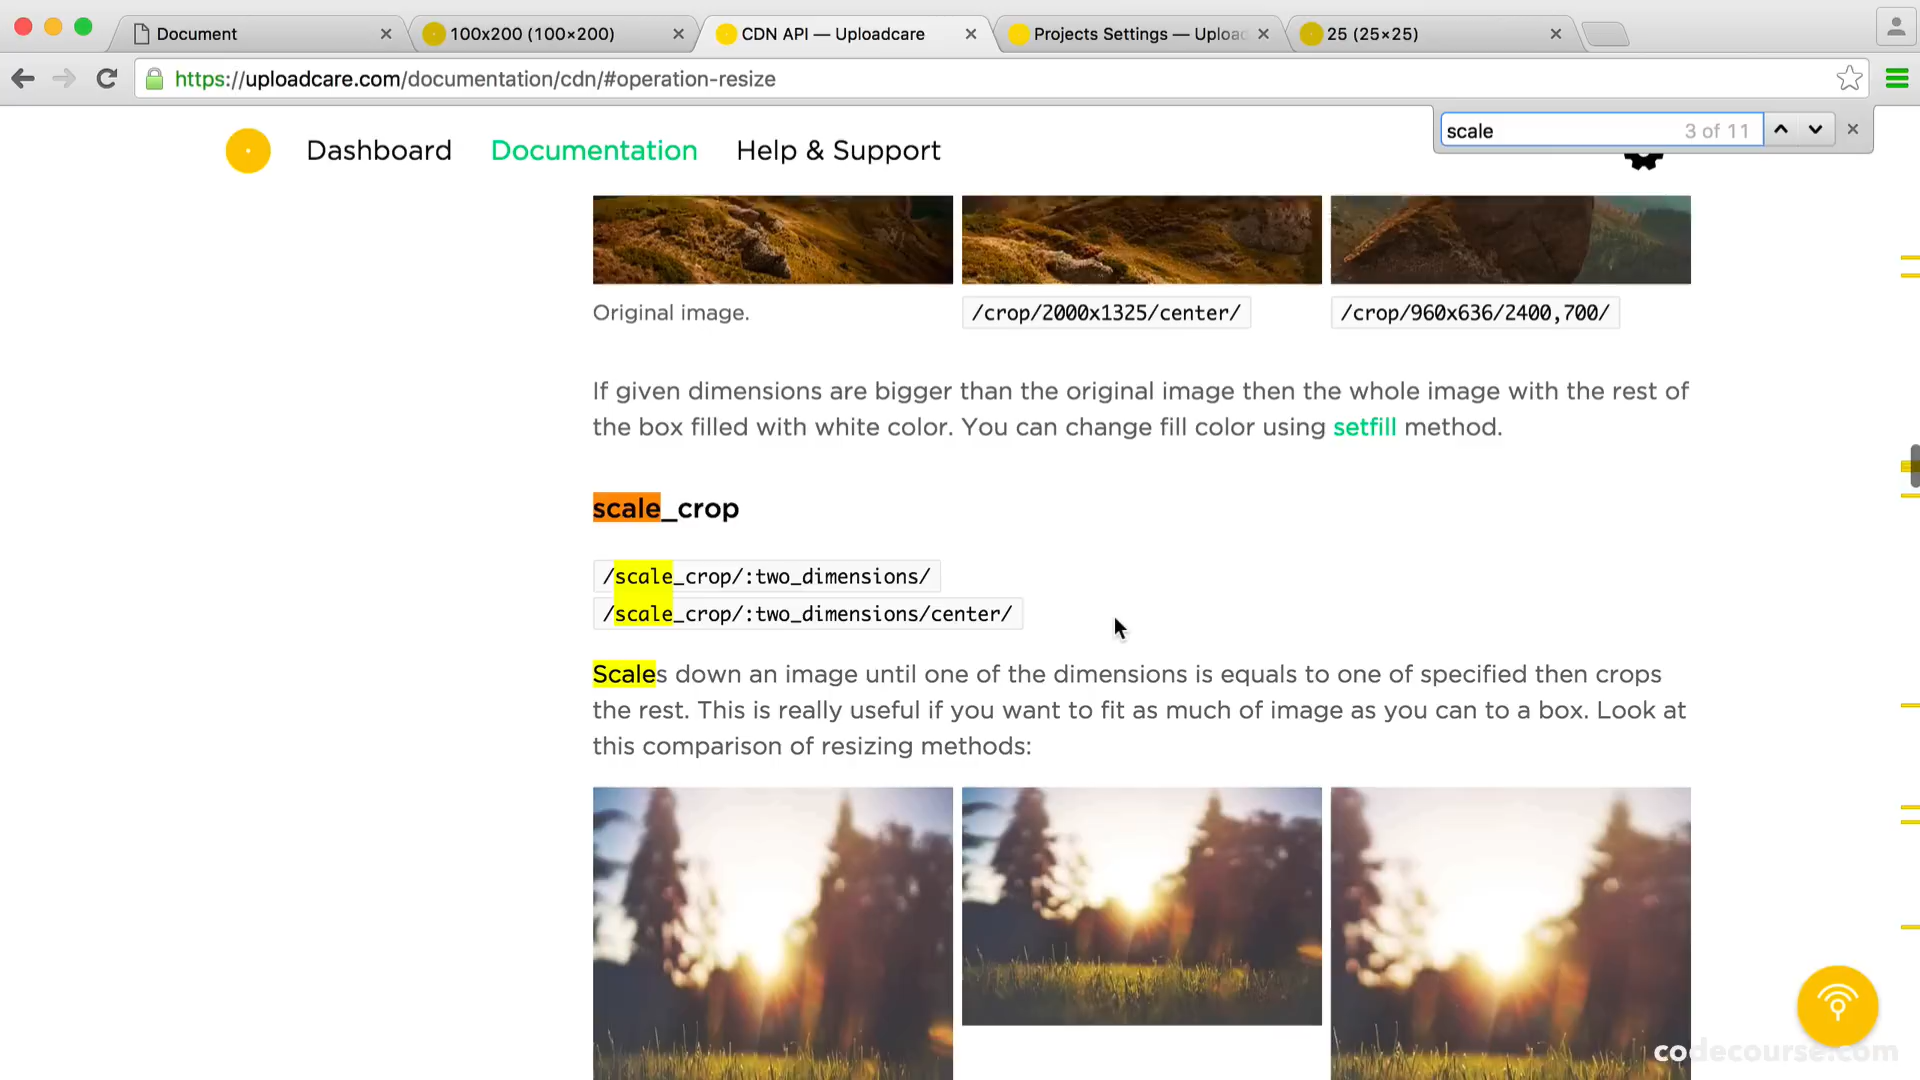 Document
100x200 (100×200)
CDN API — Uploadcare
Projects Settings — Uploadc
25 (25×25)
https://uploadcare.com/documentation/cdn/#operation-resize
scale 3 of 11
Dashboard Documentation Help & Support
Original image.
/crop/2000x1325/center/
/crop/960x636/2400,700/
If given dimensions are bigger than the original image then the whole image with the rest of
the box filled with white color. You can change fill color using setfill method.
scale_crop
/scale_crop/:two_dimensions/
/scale_crop/:two_dimensions/center/
Scales down an image until one of the dimensions is equals to one of specified then crops
the rest. This is really useful if you want to fit as much of image as you can to a box. Look at
this comparison of resizing methods:
codecourse.com